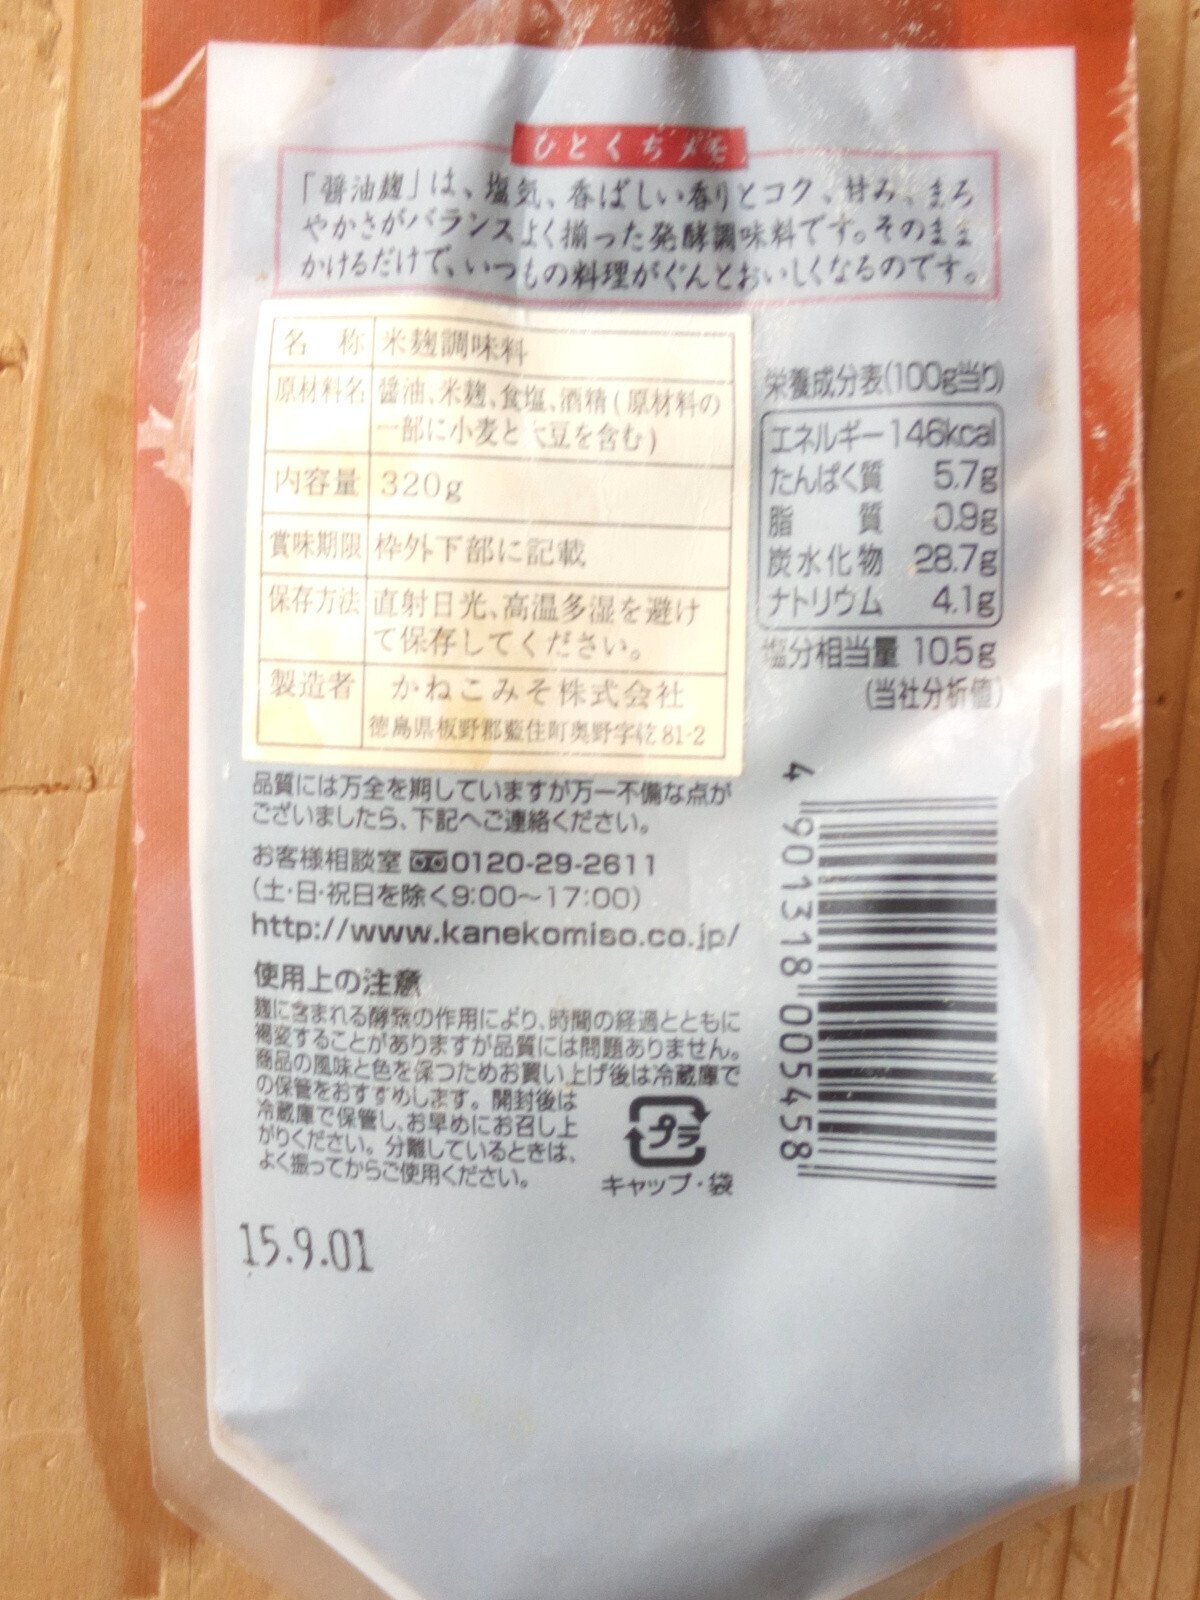 ひとくちメモ
「醤油麹」は、塩気、香ばしい香りとコク、甘み、まろ
やかさがバランスよく揃った発酵調味料です。そのまま
かけるだけで、いつもの料理がぐんとおいしくなるのです。
名 称 米麹調味料
原材料名 醤油、米麹、食塩、酒精(原材料の
一部に小麦と大豆を含む)
内容量 320g
賞味期限 枠外下部に記載
保存方法 直射日光、高温多湿を避け
て保存してください。
製造者 かねこみそ株式会社
徳島県板野郡藍住町奥野字乾81-2
栄養成分表(100g当り)
エネルギー 146kcal
たんぱく質 5.7g
脂 質 0.9g
炭水化物 28.7g
ナトリウム 4.1g
塩分相当量 10.5g
(当社分析値)
品質には万全を期していますが万一不備な点が
ございましたら、下記へご連絡ください。
お客様相談室 0120-29-2611
(土・日・祝日を除く9:00〜17:00)
http://www.kanekomiso.co.jp/
使用上の注意
麹に含まれる酵素の作用により、時間の経過とともに
褐変することがありますが品質には問題ありません。
商品の風味と色を保つためお買い上げ後は冷蔵庫で
の保管をおすすめします。開封後は
冷蔵庫で保管し、お早めにお召し上
がりください。分離しているときは、
よく振ってからご使用ください。
プラ
キャップ・袋
4 901318 005458
15.9.01